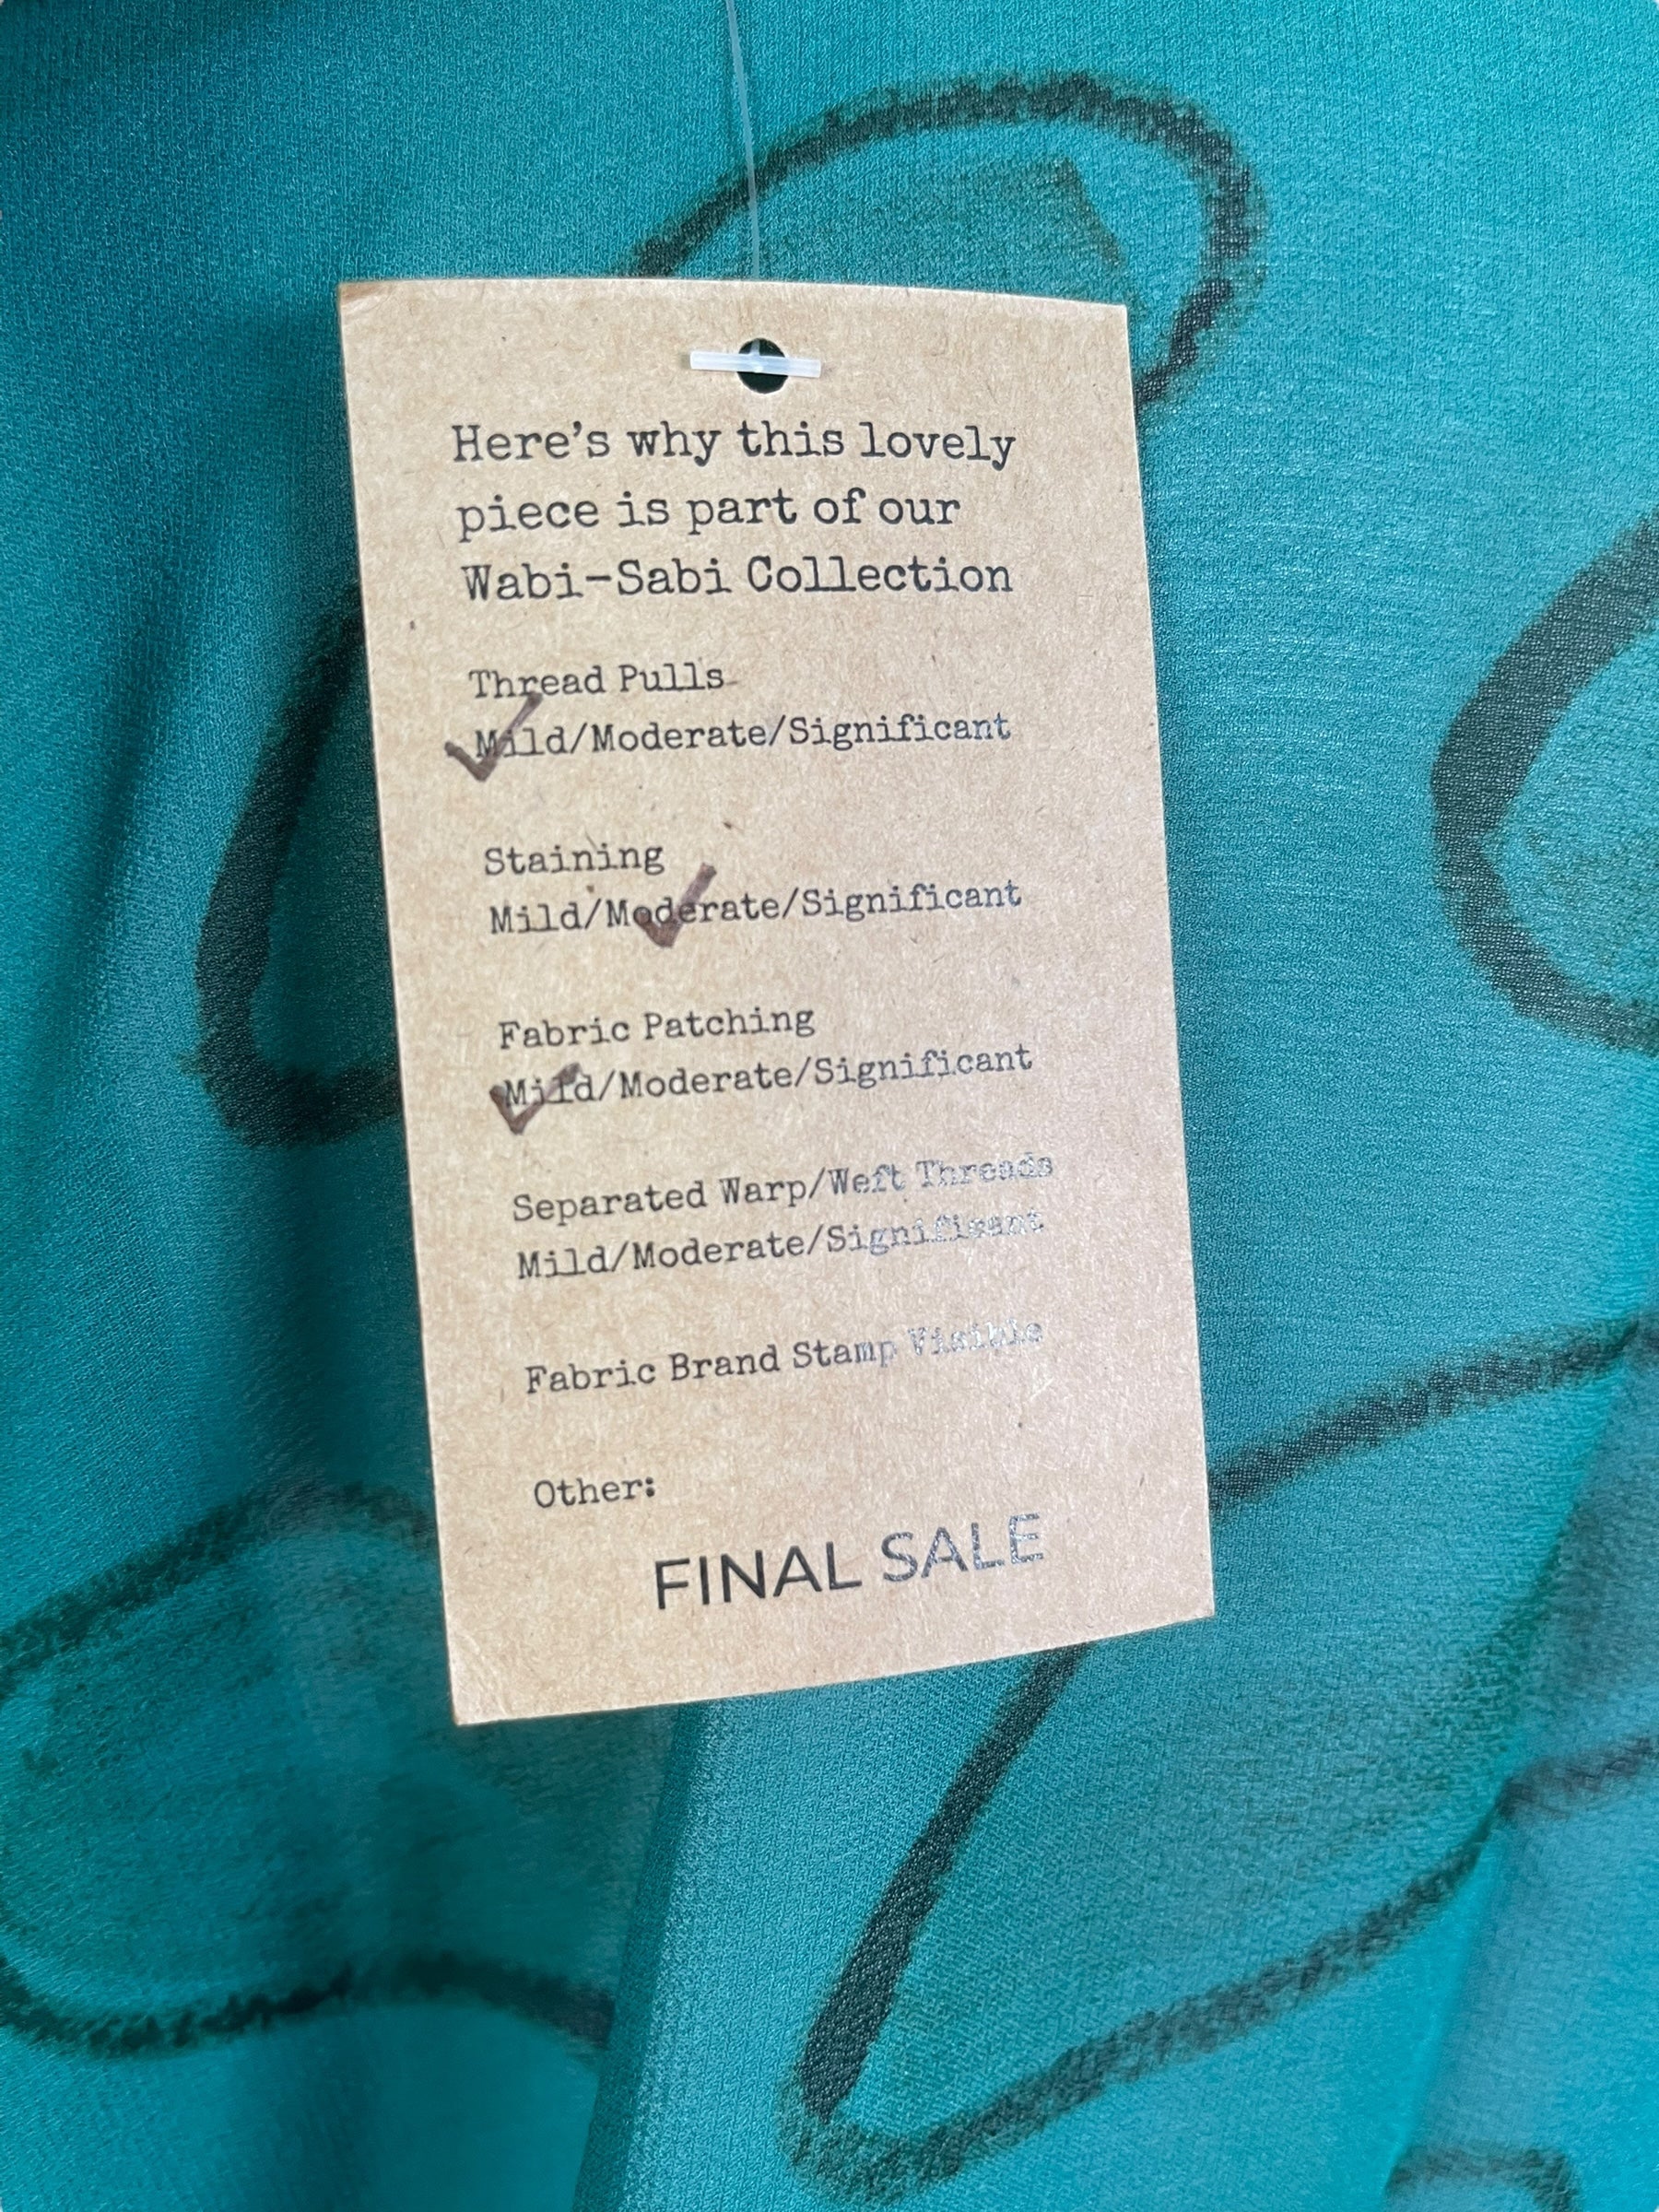 Here's why this lovely
piece is part of our
Wabi-Sabi Collection
Thread Pulls
Mild/Moderate/Significant
Staining
Mild/Moderate/Significant
Fabric Patching
Mild/Moderate/Significant
Separated Warp/Weft Threads
Mild/Moderate/Significant
Fabric Brand Stamp Visible
Other:
FINAL SALE